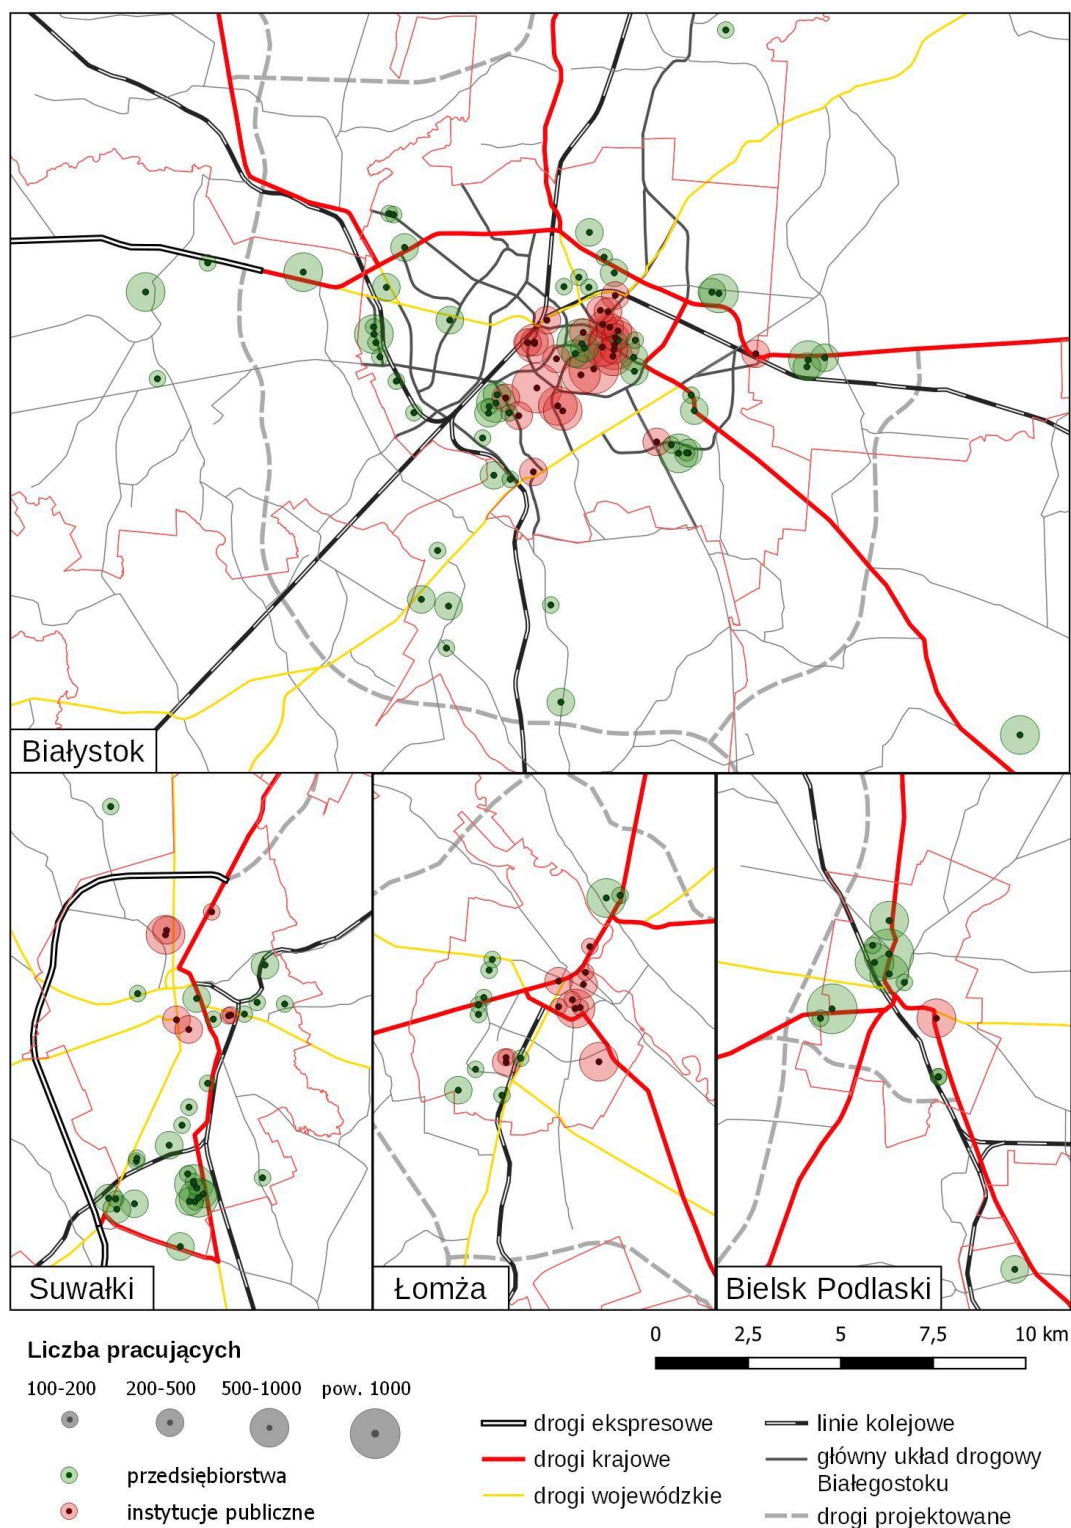 Białystok
Suwałki
Łomża
Bielsk Podlaski
Liczba pracujących
100-200 200-500 500-1000 pow. 1000
przedsiębiorstwa
instytucje publiczne
0 2,5 5 7,5 10 km
drogi ekspresowe
drogi krajowe
drogi wojewódzkie
linie kolejowe
główny układ drogowy
Białegostoku
drogi projektowane